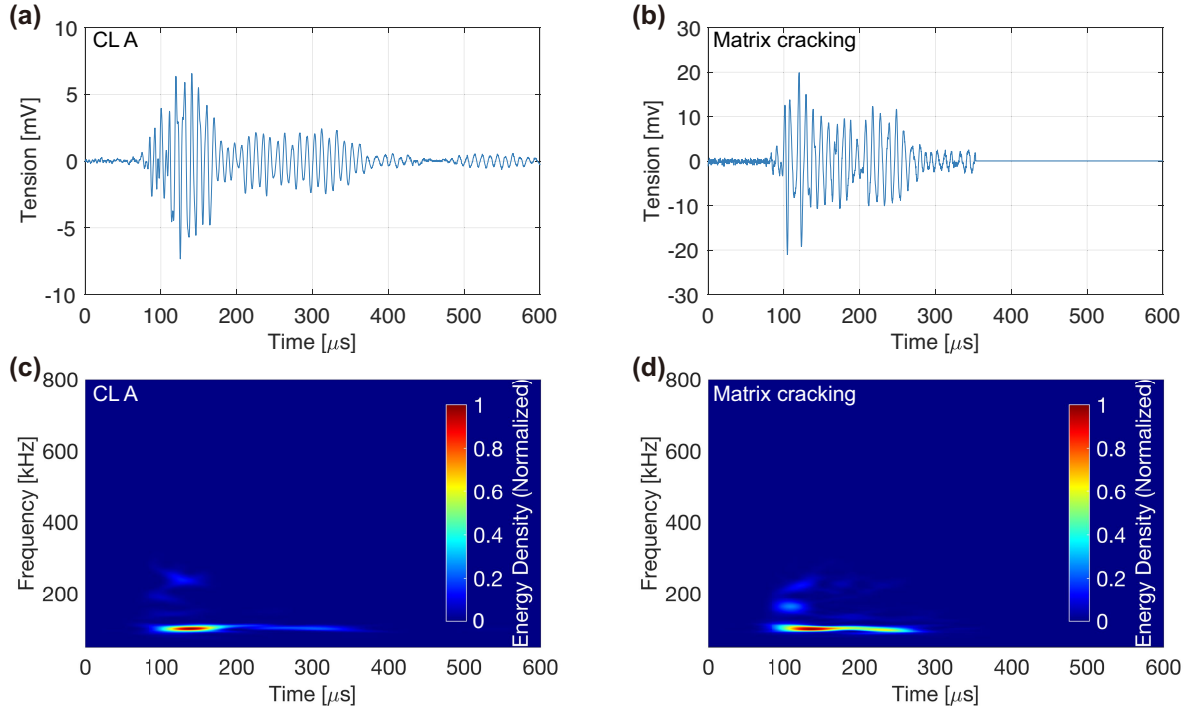 (a)
CL A
10
5
0
-5
-10
Tension [mV]
0 100 200 300 400 500 600
Time [μs]
(b)
Matrix cracking
30
20
10
0
-10
-20
-30
Tension [mv]
0 100 200 300 400 500 600
Time [μs]
(c)
CL A
800
600
400
200
Frequency [kHz]
1
0.8
0.6
0.4
0.2
0
Energy Density (Normalized)
0 100 200 300 400 500 600
Time [μs]
(d)
Matrix cracking
800
600
400
200
Frequency [kHz]
1
0.8
0.6
0.4
0.2
0
Energy Density (Normalized)
0 100 200 300 400 500 600
Time [μs]